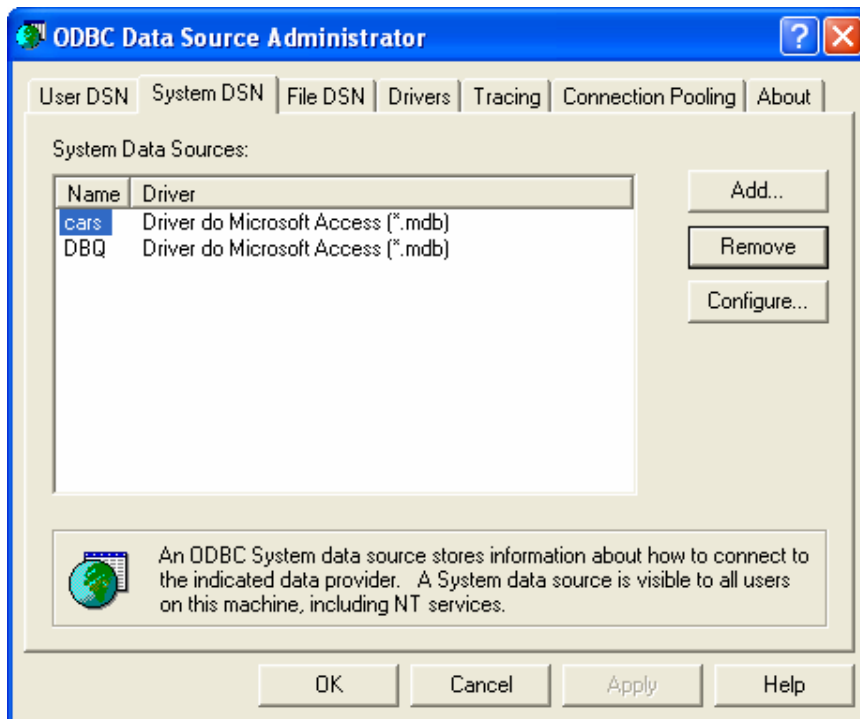 ODBC Data Source Administrator
User DSN System DSN File DSN Drivers Tracing Connection Pooling About
System Data Sources:
Name Driver
cars Driver do Microsoft Access (*.mdb)
DBQ Driver do Microsoft Access (*.mdb)
Add...
Remove
Configure...
An ODBC System data source stores information about how to connect to
the indicated data provider. A System data source is visible to all users
on this machine, including NT services.
OK Cancel Apply Help